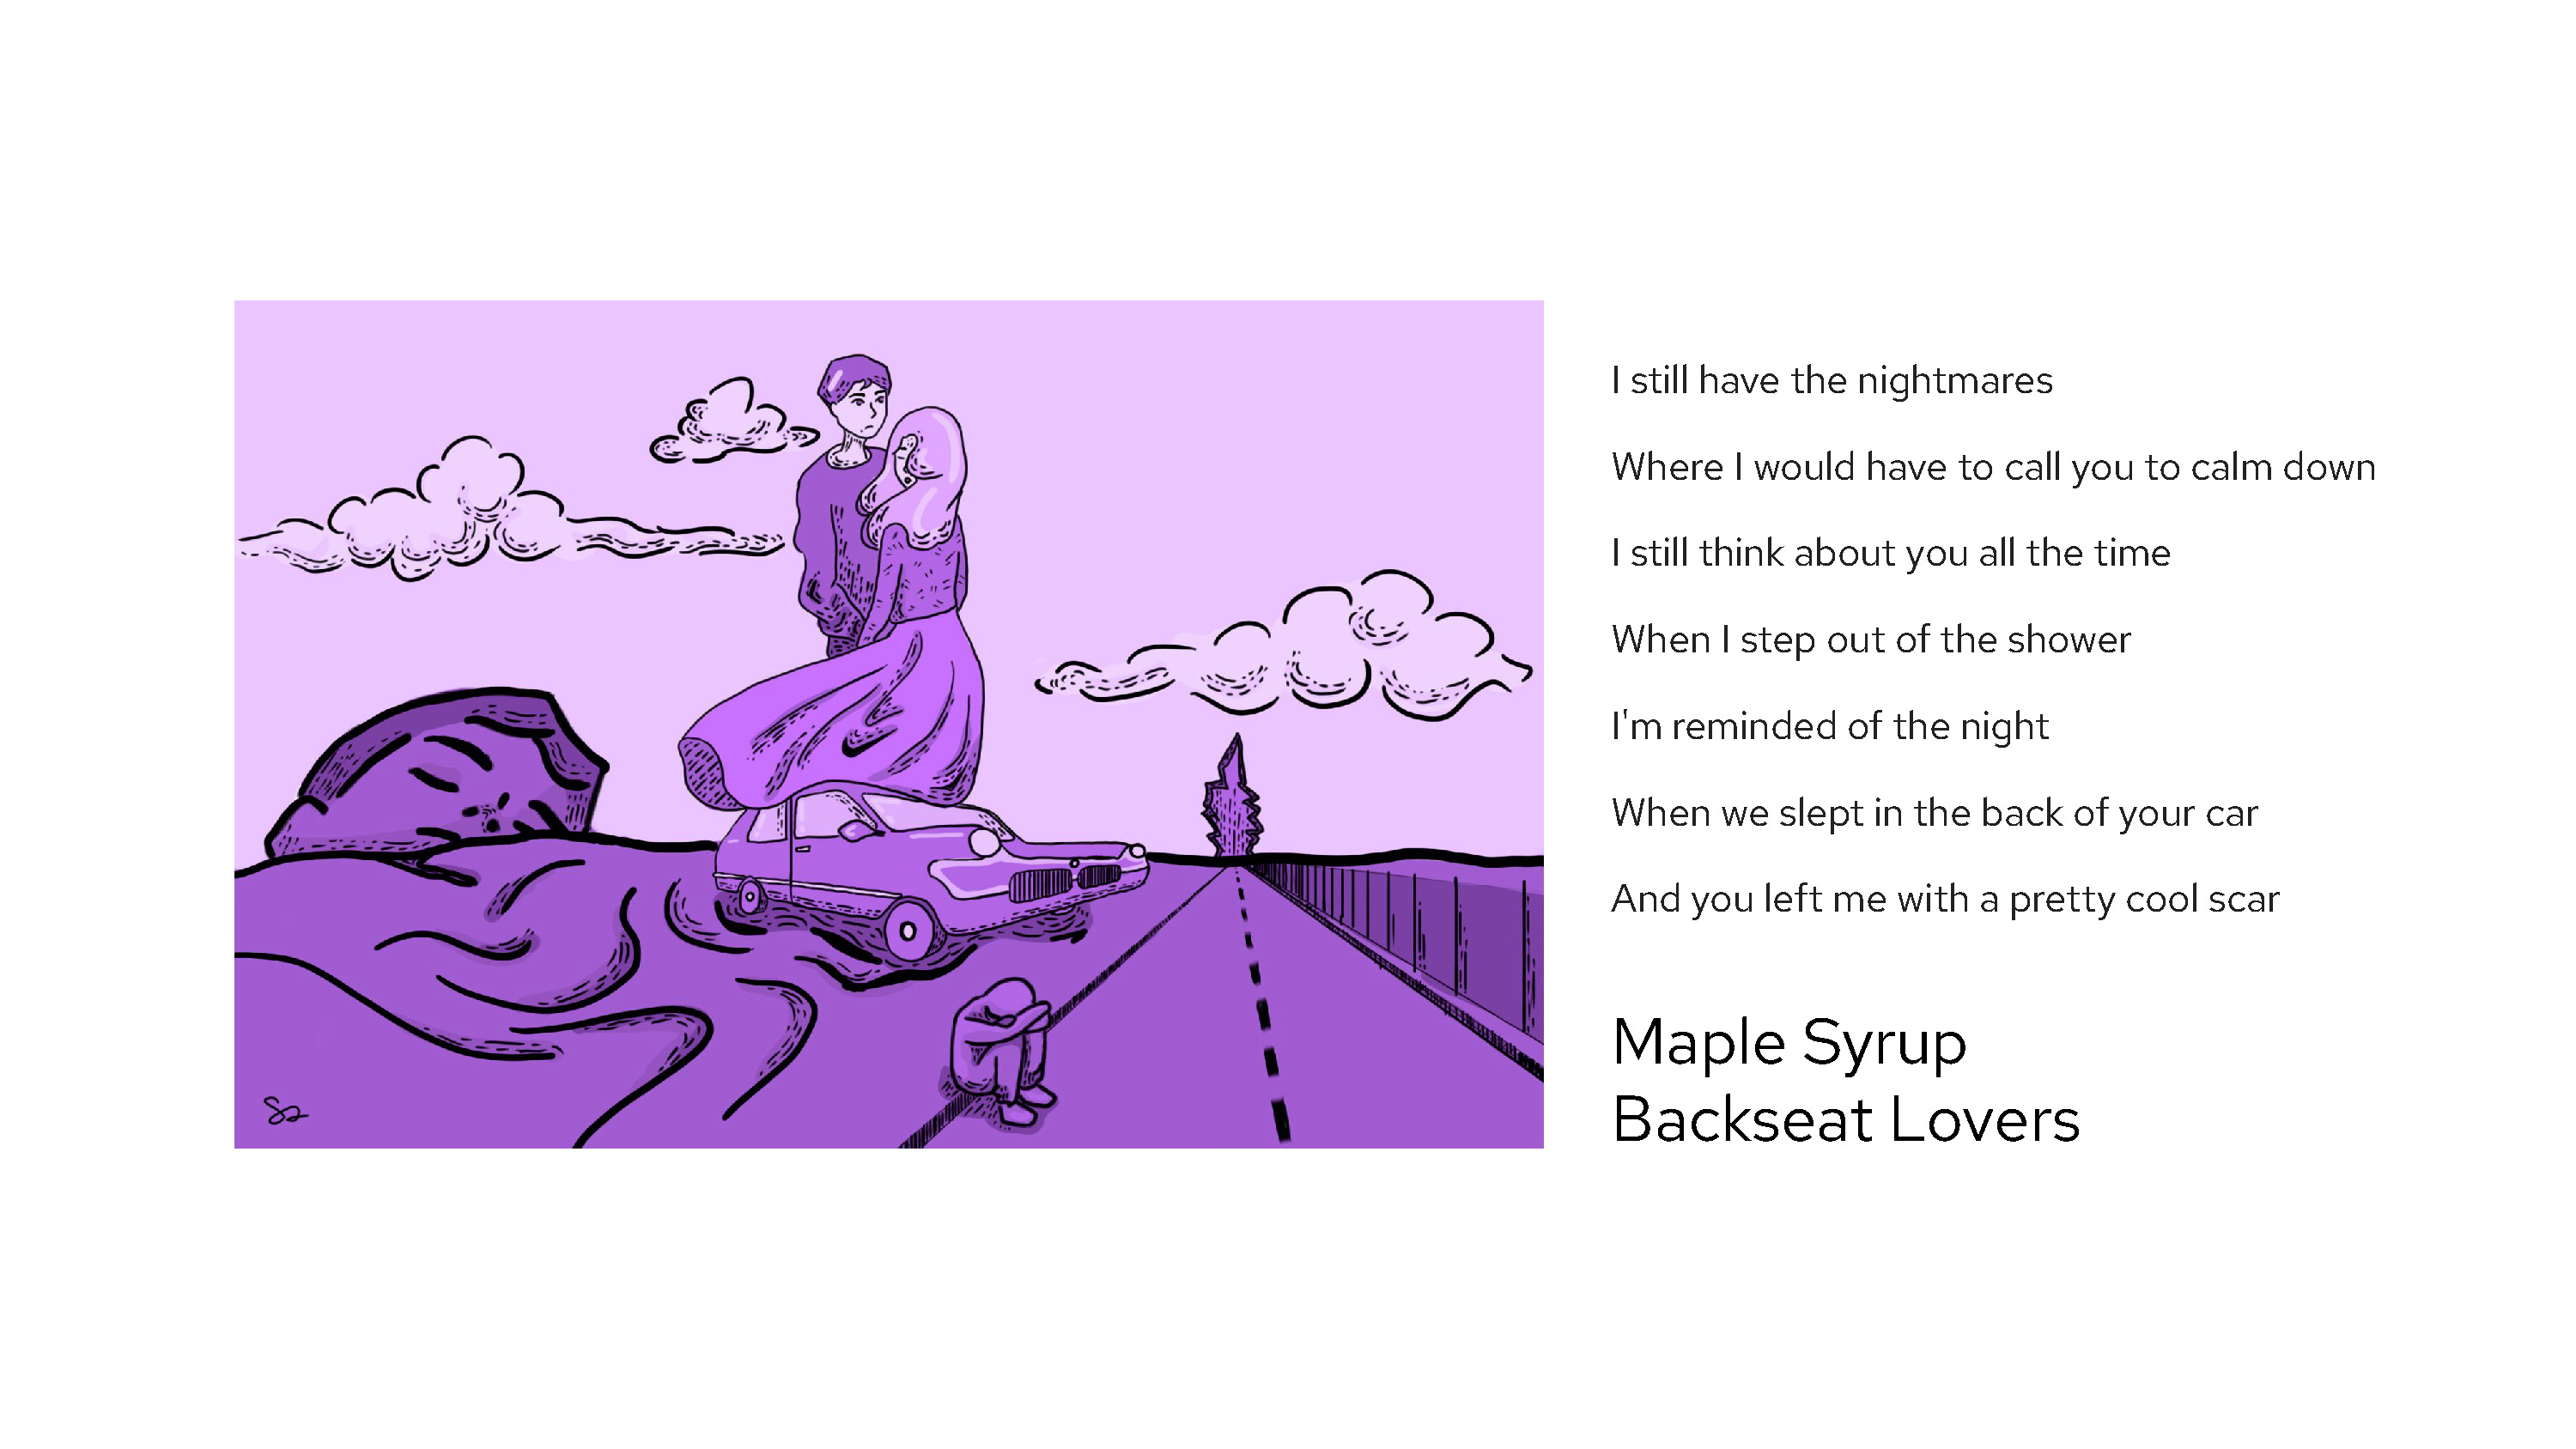 I still have the nightmares
Where I would have to call you to calm down
I still think about you all the time
When I step out of the shower
I'm reminded of the night
When we slept in the back of your car
And you left me with a pretty cool scar
Maple Syrup
Backseat Lovers